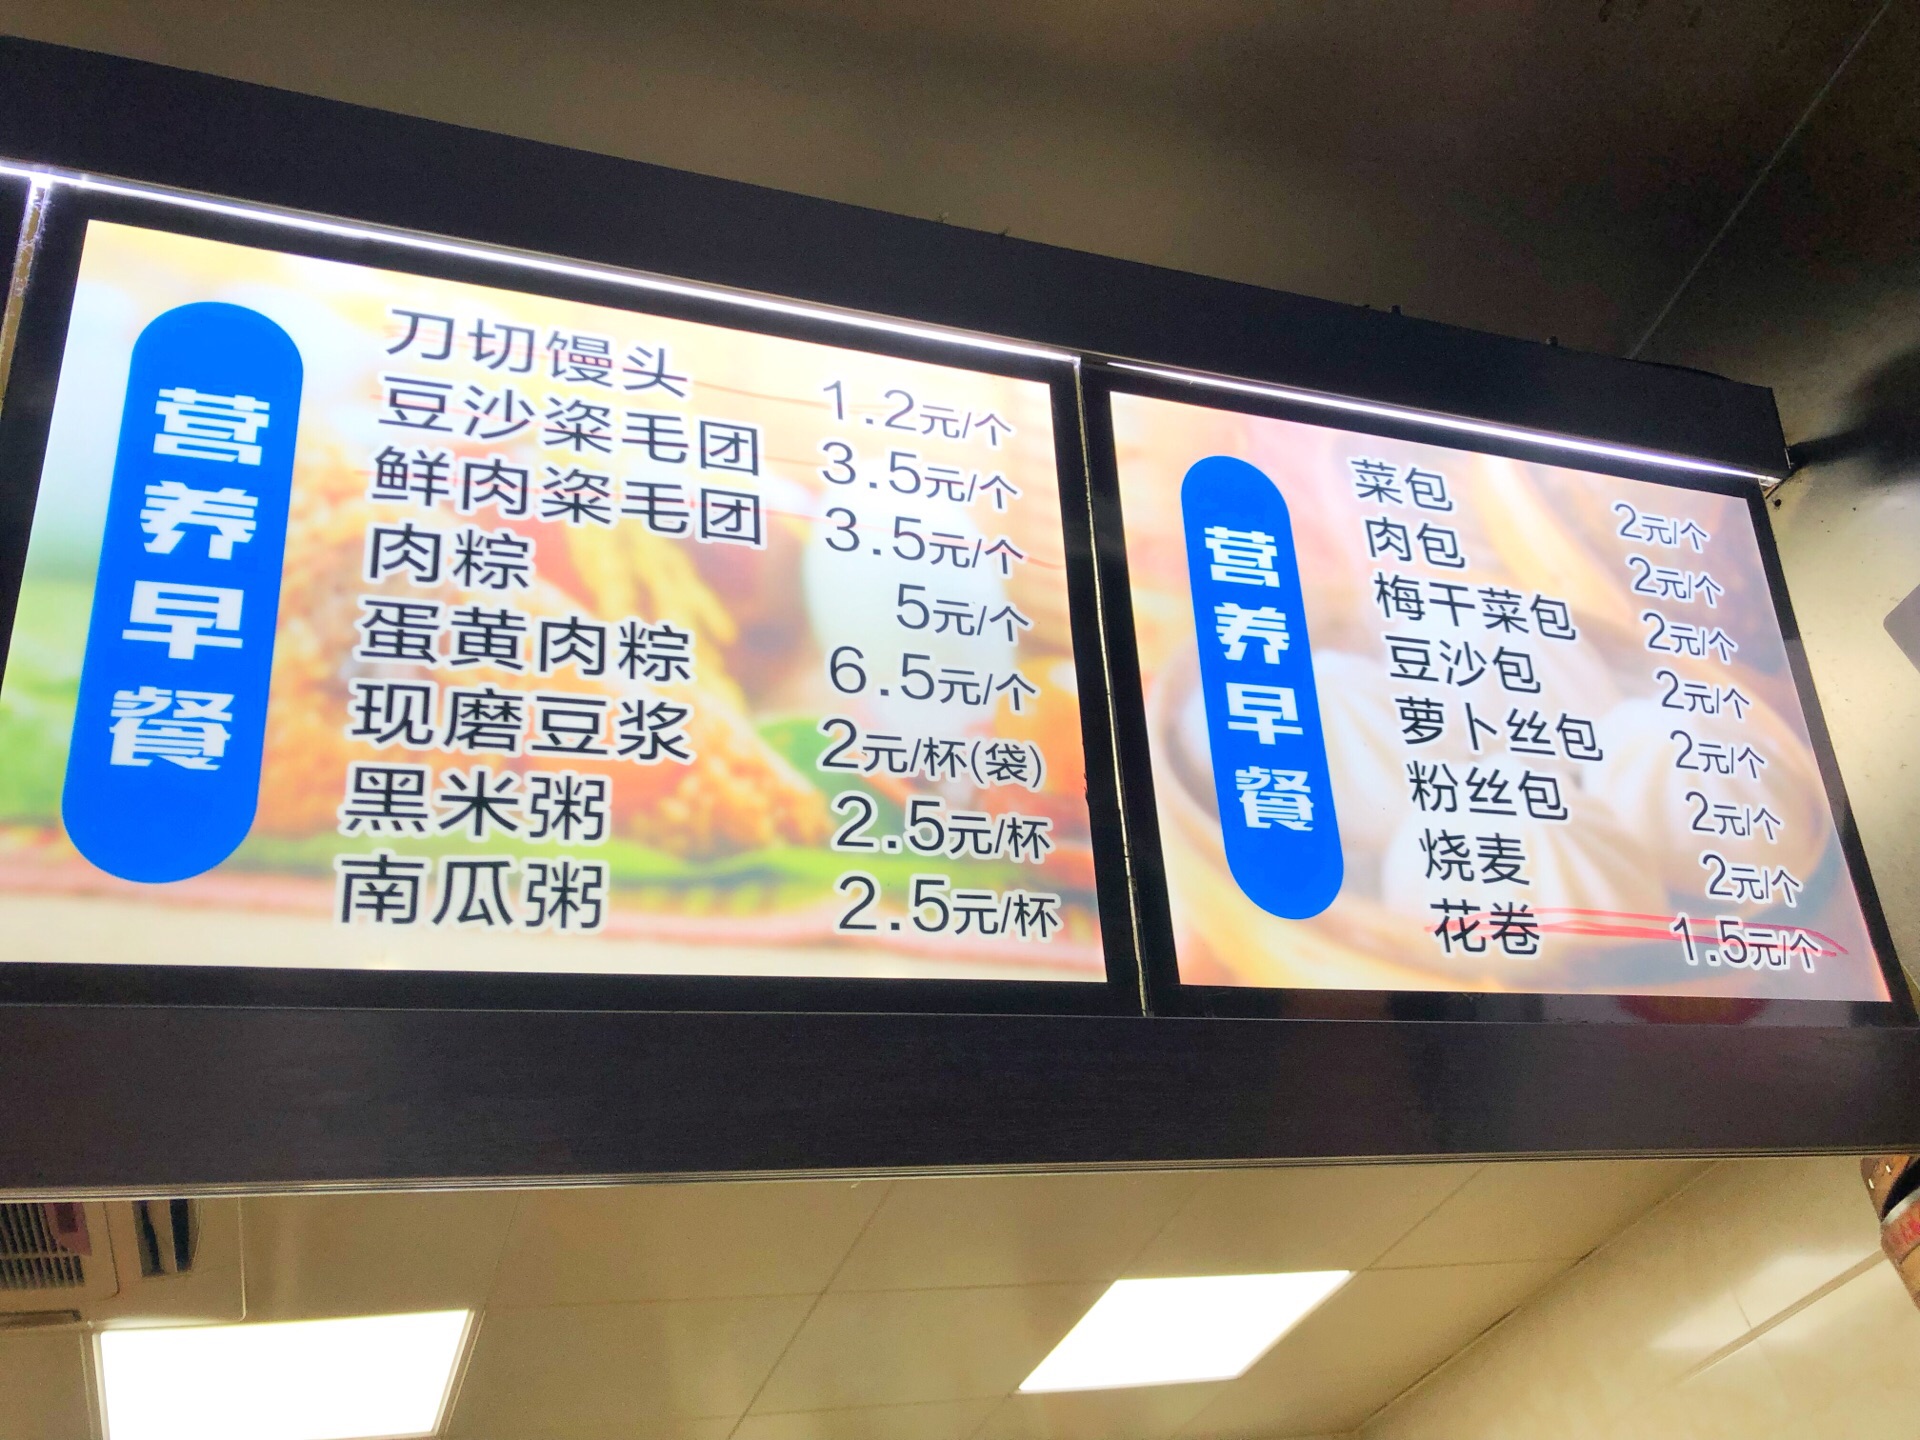 营养早餐
刀切馒头 1.2元/个
豆沙粢毛团 3.5元/个
鲜肉粢毛团 3.5元/个
肉粽 5元/个
蛋黄肉粽 6.5元/个
现磨豆浆 2元/杯(袋)
黑米粥 2.5元/杯
南瓜粥 2.5元/杯
营养早餐
菜包 2元/个
肉包 2元/个
梅干菜包 2元/个
豆沙包 2元/个
萝卜丝包 2元/个
粉丝包 2元/个
烧麦 2元/个
花卷 1.5元/个